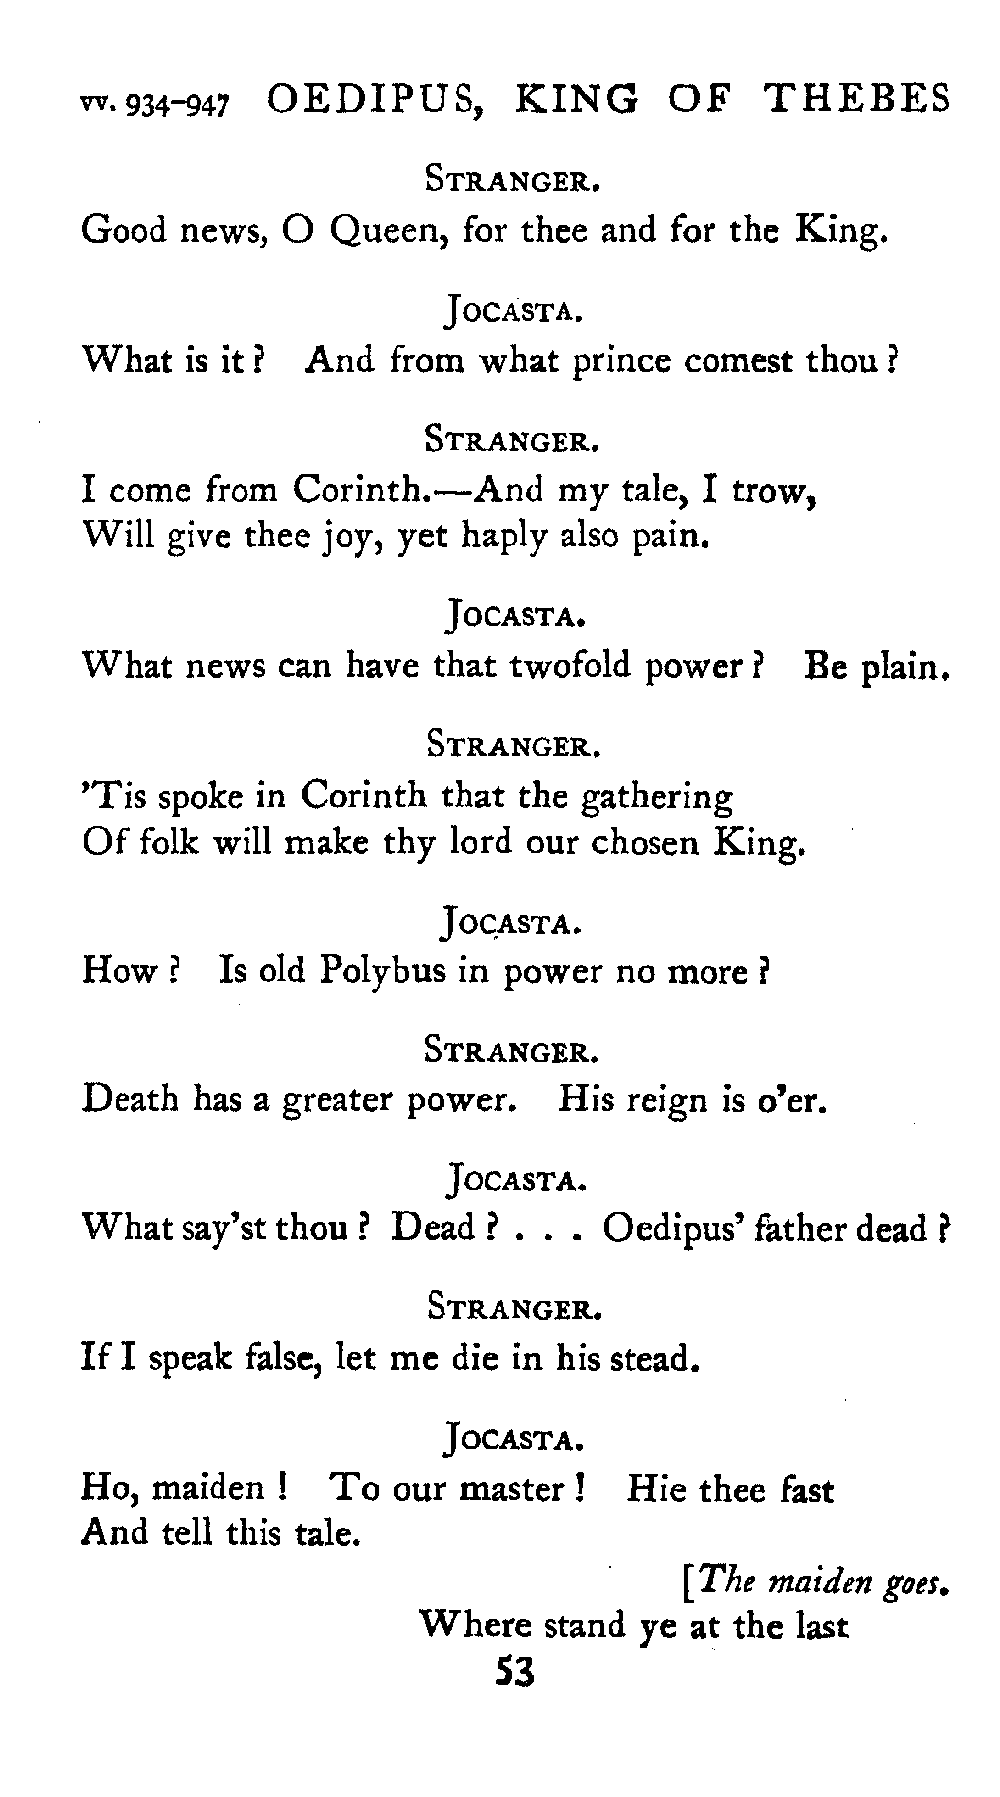 vv. 934–947 OEDIPUS, KING OF THEBES
STRANGER.
Good news, O Queen, for thee and for the King.
JOCASTA.
What is it? And from what prince comest thou?
STRANGER.
I come from Corinth.—And my tale, I trow,
Will give thee joy, yet haply also pain.
JOCASTA.
What news can have that twofold power? Be plain.
STRANGER.
’Tis spoke in Corinth that the gathering
Of folk will make thy lord our chosen King.
JOCASTA.
How? Is old Polybus in power no more?
STRANGER.
Death has a greater power. His reign is o’er.
JOCASTA.
What say’st thou? Dead? . . . Oedipus’ father dead?
STRANGER.
If I speak false, let me die in his stead.
JOCASTA.
Ho, maiden! To our master! Hie thee fast
And tell this tale.
[The maiden goes.
Where stand ye at the last
53